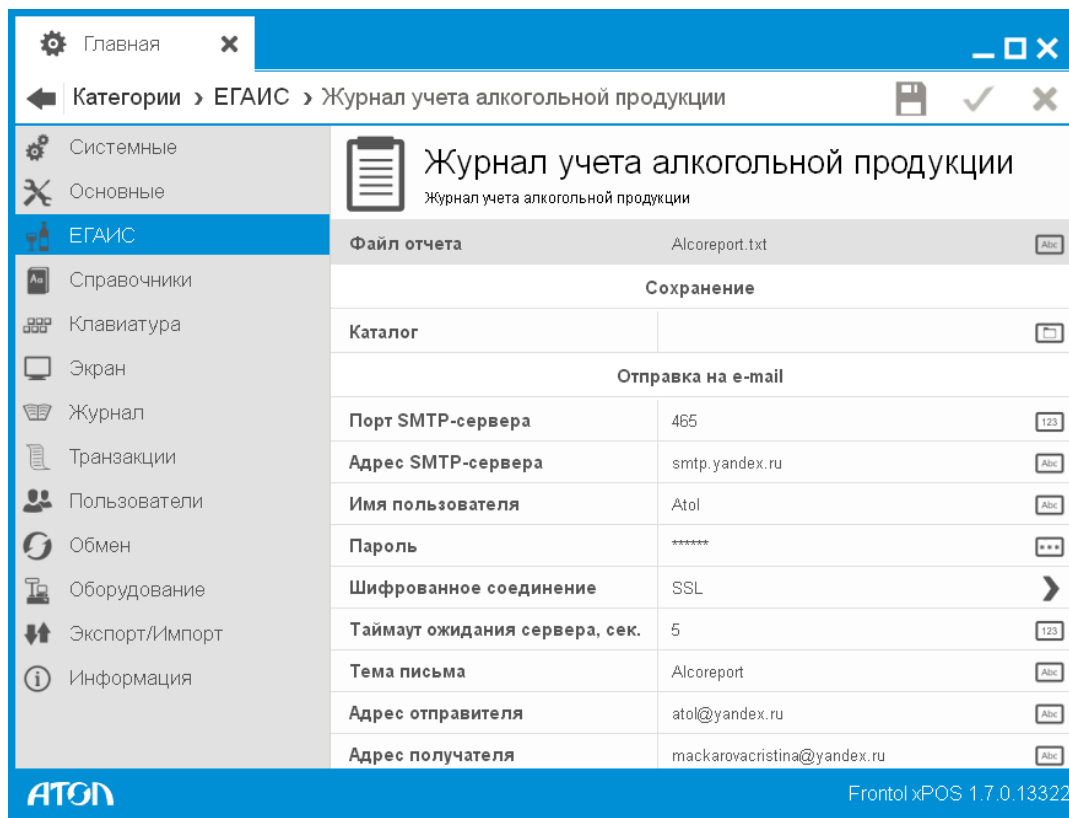 Главная
Категории › ЕГАИС › Журнал учета алкогольной продукции
Системные
Основные
ЕГАИС
Справочники
Клавиатура
Экран
Журнал
Транзакции
Пользователи
Обмен
Оборудование
Экспорт/Импорт
Информация
Журнал учета алкогольной продукции
Журнал учета алкогольной продукции
Файл отчета Alcoreport.txt Abc
Сохранение
Каталог
Отправка на e-mail
Порт SMTP-сервера 465 123
Адрес SMTP-сервера smtp.yandex.ru Abc
Имя пользователя Atol Abc
Пароль ******
Шифрованное соединение SSL
Таймаут ожидания сервера, сек. 5 123
Тема письма Alcoreport Abc
Адрес отправителя atol@yandex.ru Abc
Адрес получателя mackarovacristina@yandex.ru Abc
АТОЛ Frontol xPOS 1.7.0.13322